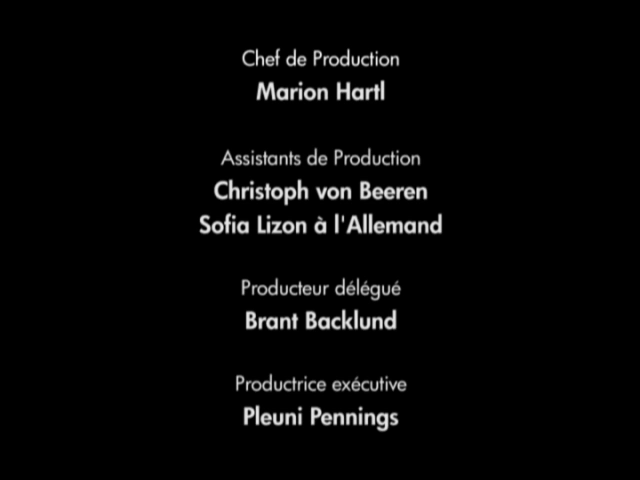 Chef de Production
Marion Hartl
Assistants de Production
Christoph von Beeren
Sofia Lizon à l'Allemand
Producteur délégué
Brant Backlund
Productrice exécutive
Pleuni Pennings